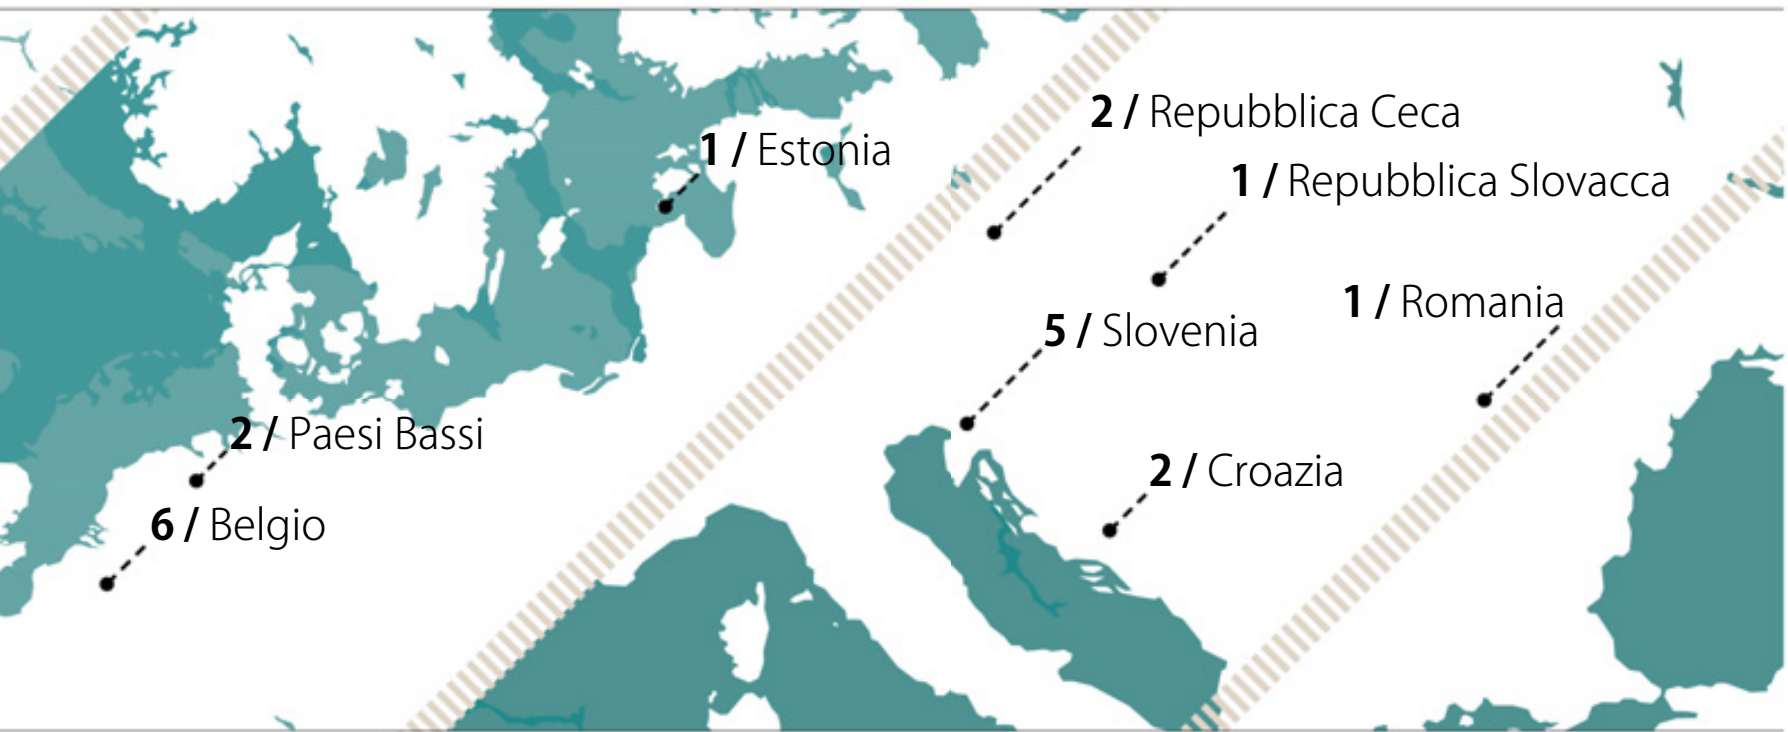 2 / Repubblica Ceca
1 / Estonia
1 / Repubblica Slovacca
1 / Romania
5 / Slovenia
2 / Paesi Bassi
2 / Croazia
6 / Belgio